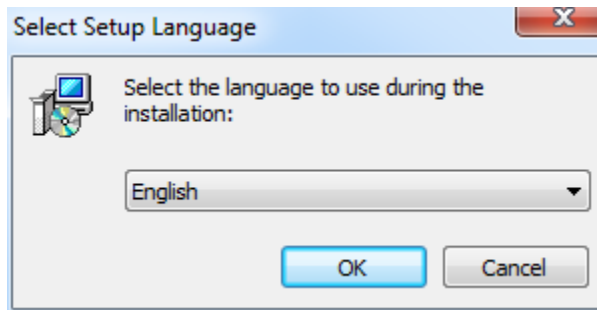 Select Setup Language
Select the language to use during the
installation:
English
OK
Cancel